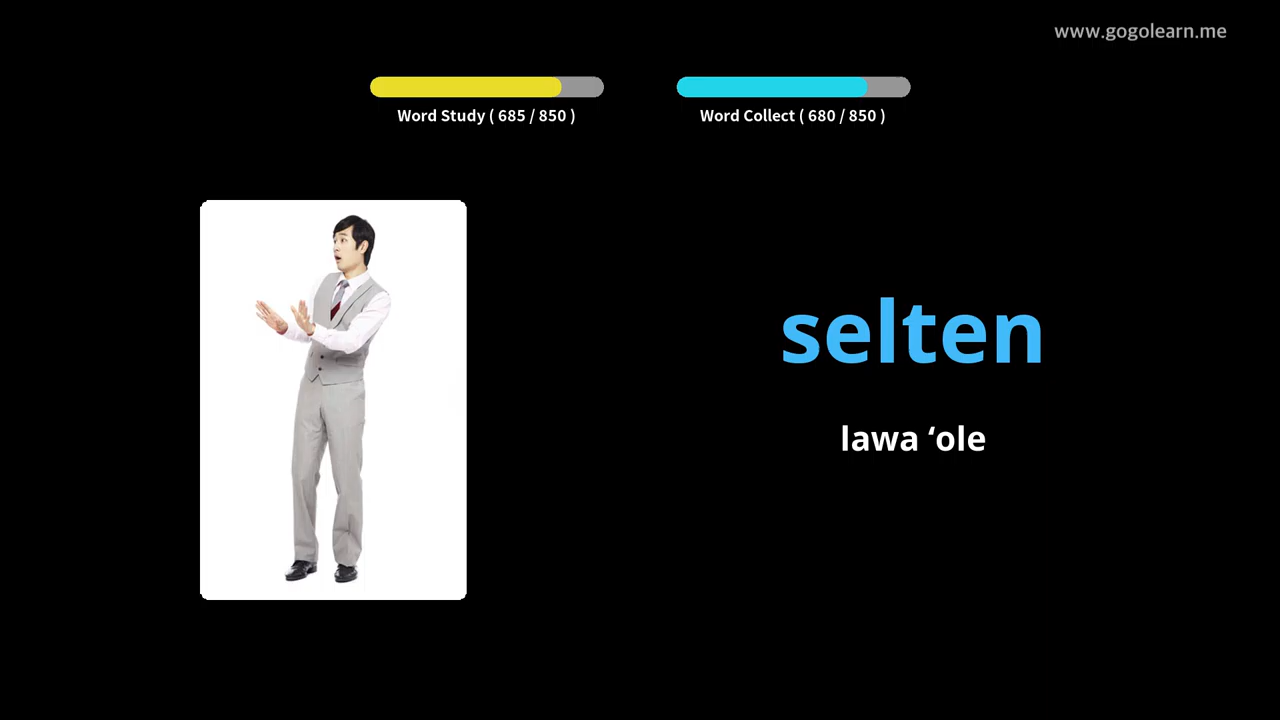 www.gogolearn.me
Word Study ( 685 / 850 )
Word Collect ( 680 / 850 )
selten
lawa ‘ole